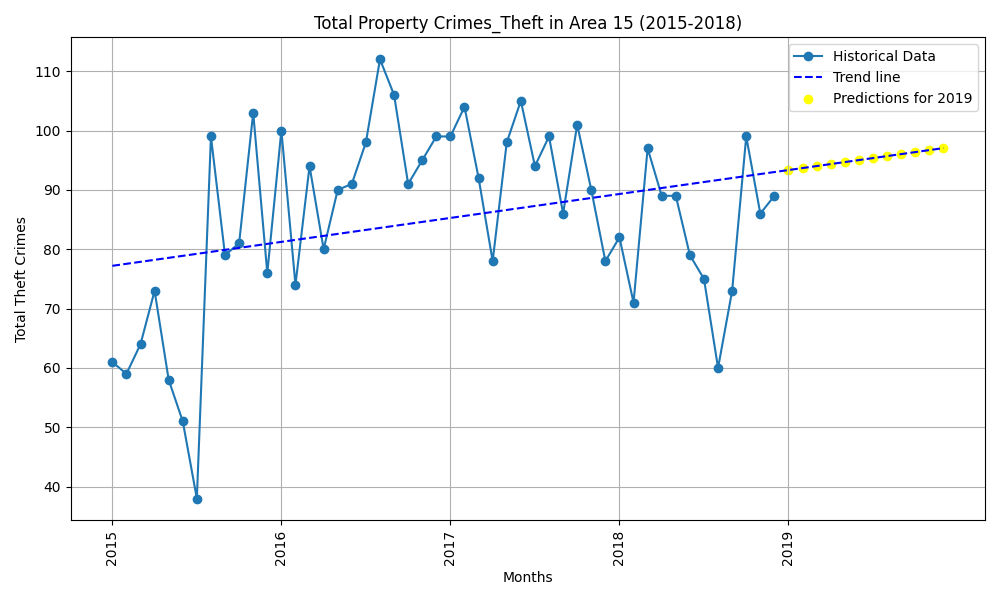 Total Property Crimes_Theft in Area 15 (2015-2018)
Historical Data
Trend line
Predictions for 2019
Total Theft Crimes
110
100
90
80
70
60
50
40
2015
2016
2017
2018
2019
Months